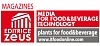 MAGAZINES
EDITRICE
ZEUS
MEDIA
FOR FOOD&BEVERAGE
TECHNOLOGY
plants for food&beverage
www.itfoodonline.com